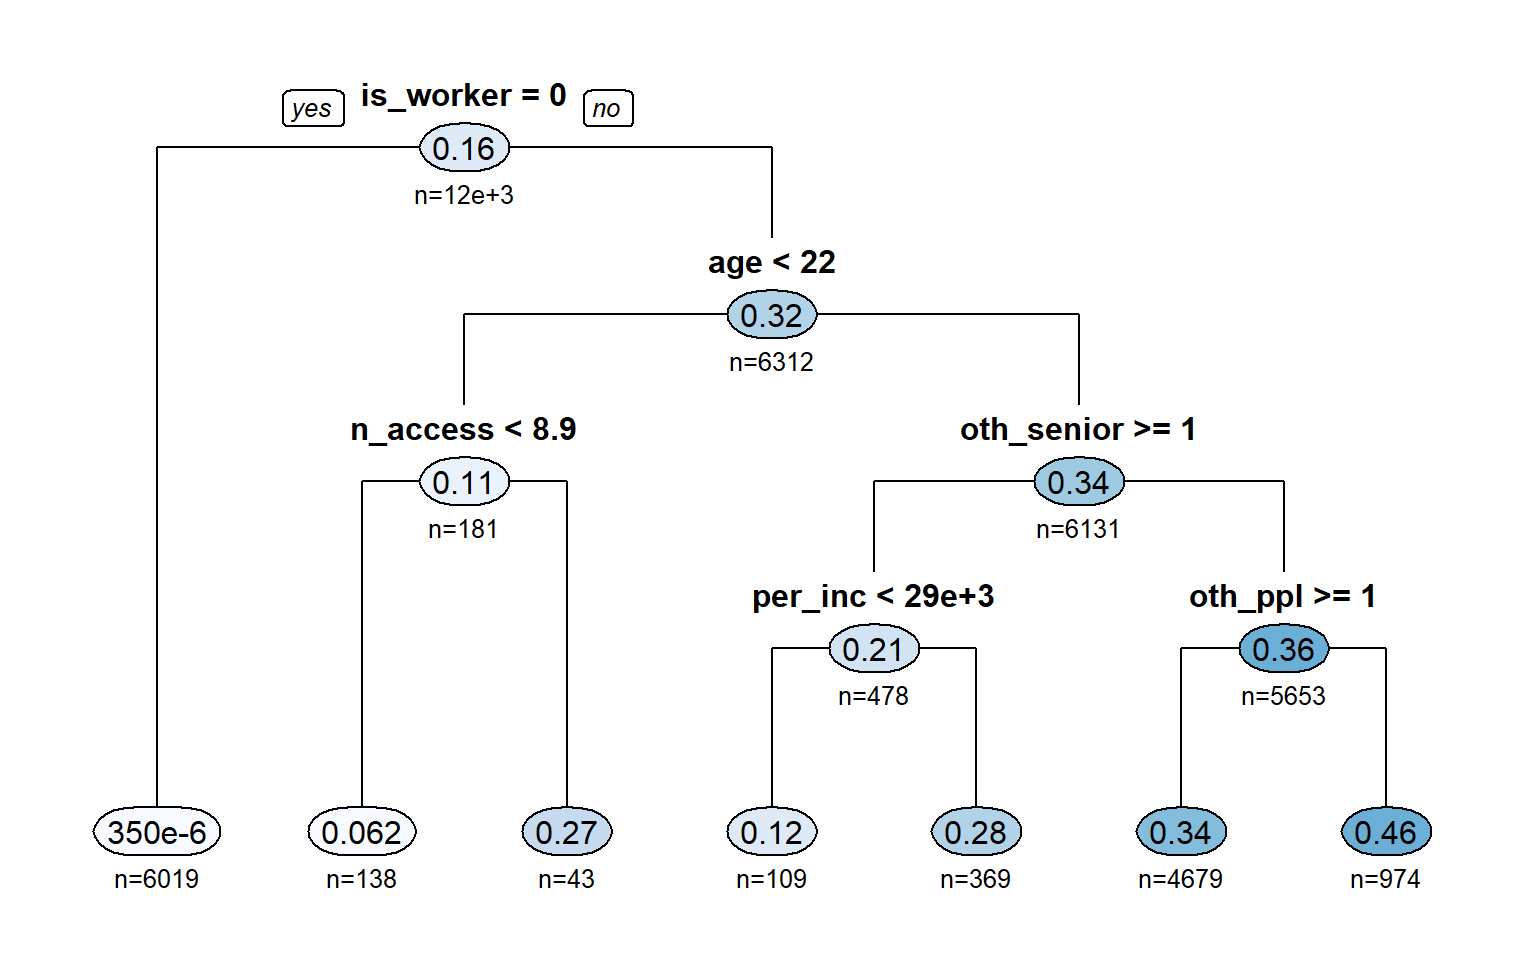 yes is_worker = 0 no
0.16
n=12e+3
age < 22
0.32
n=6312
n_access < 8.9 oth_senior >= 1
0.11 0.34
n=181 n=6131
per_inc < 29e+3 oth_ppl >= 1
0.21 0.36
n=478 n=5653
350e-6 0.062 0.27 0.12 0.28 0.34 0.46
n=6019 n=138 n=43 n=109 n=369 n=4679 n=974